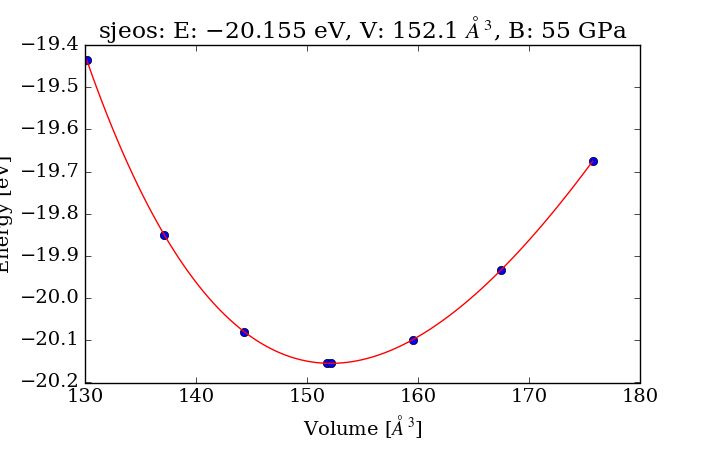 sjeos: E: −20.155 eV, V: 152.1 Å³, B: 55 GPa
−19.4
−19.5
−19.6
−19.7
−19.8
−19.9
−20.0
−20.1
−20.2
Energy [eV]
130 140 150 160 170 180
Volume [Å³]